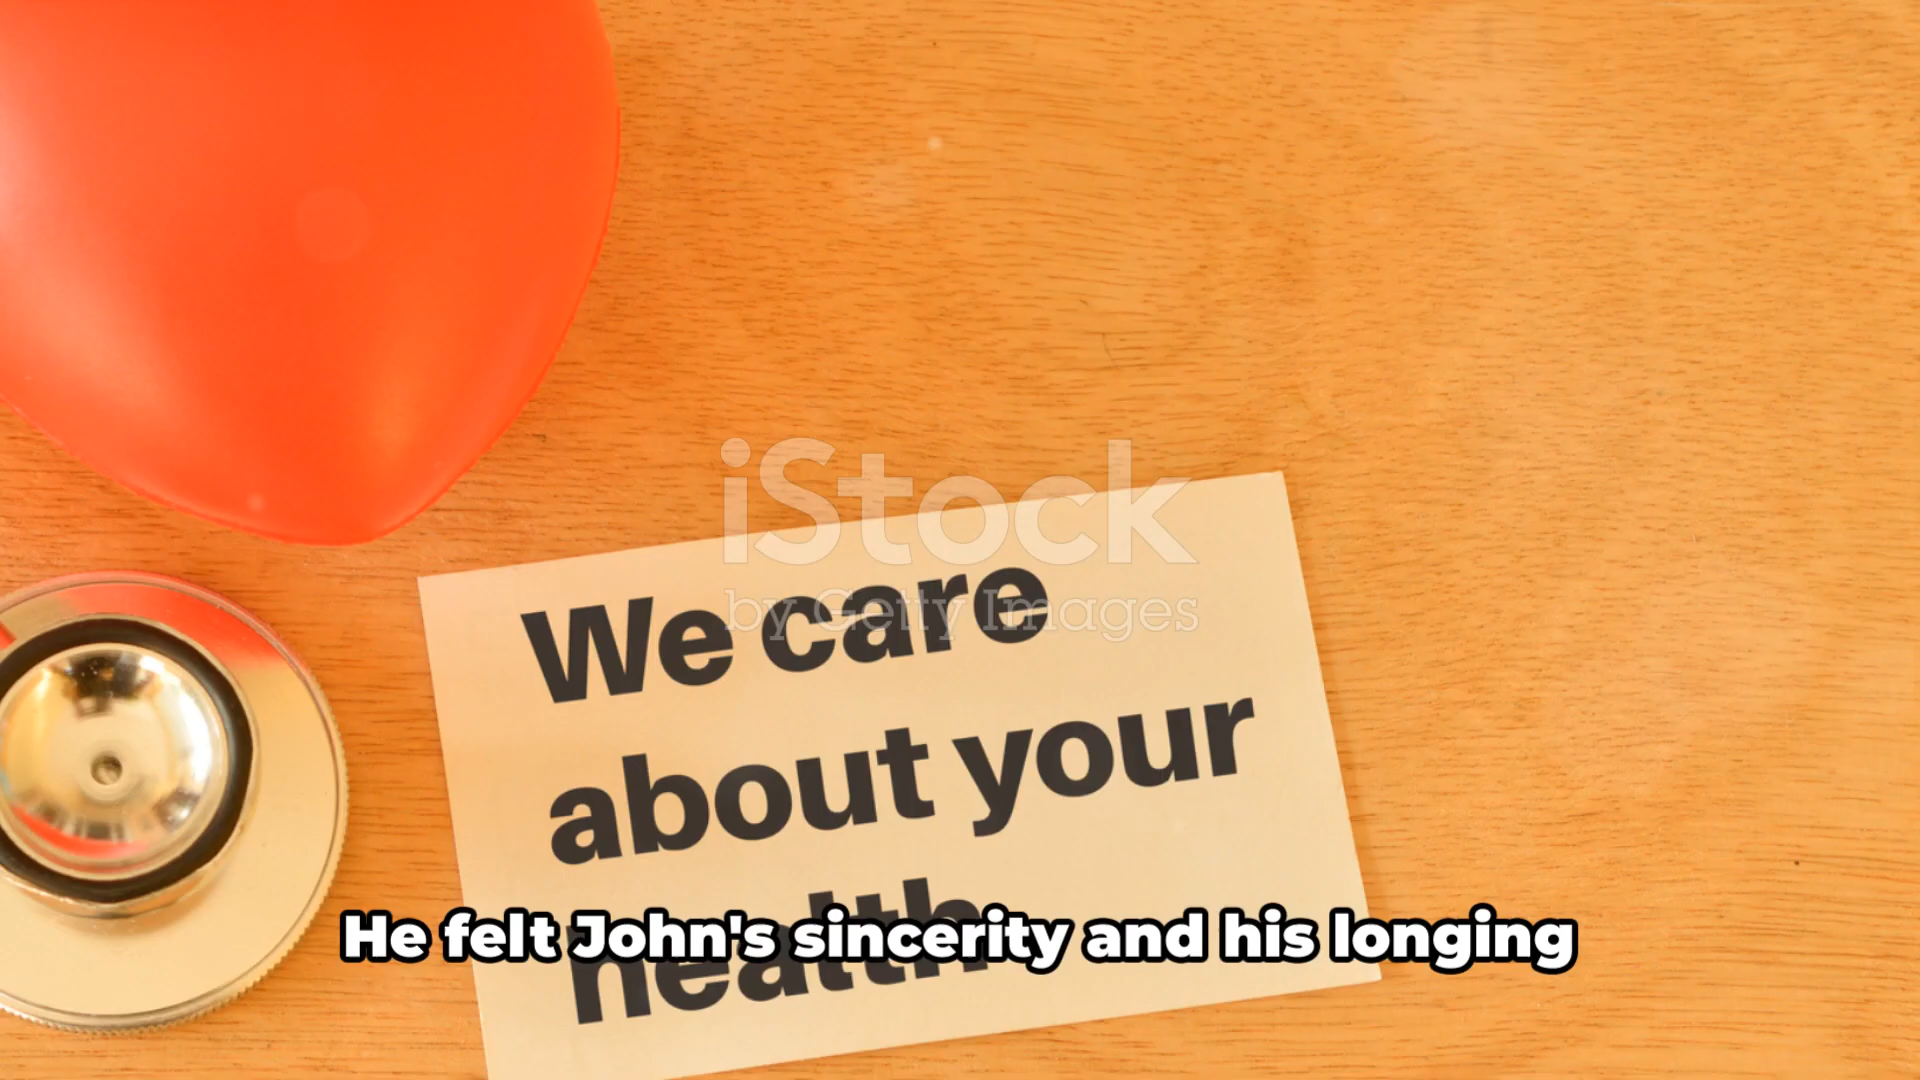 iStock
by Getty Images
We care
about your
health
He felt John's sincerity and his longing